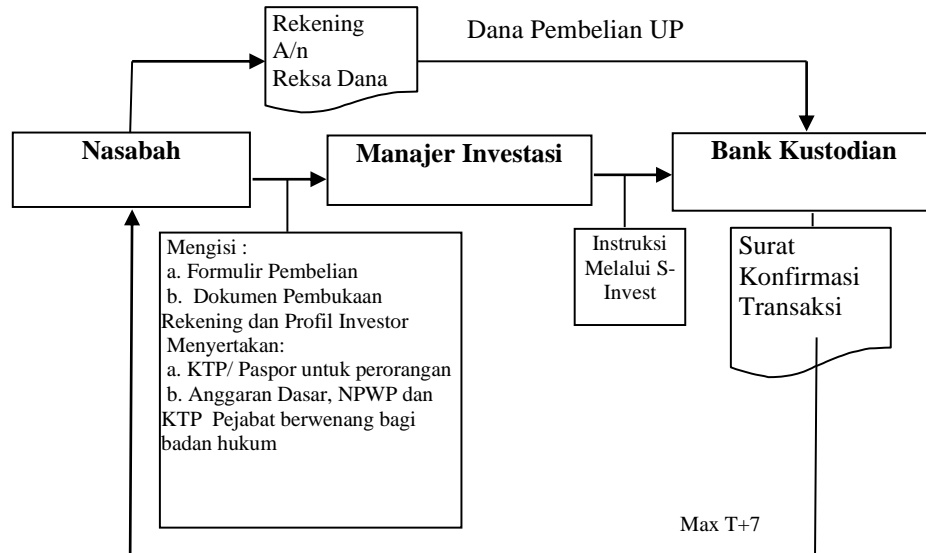 Rekening
A/n
Reksa Dana
Dana Pembelian UP
Nasabah
Manajer Investasi
Bank Kustodian
Mengisi :
a. Formulir Pembelian
b. Dokumen Pembukaan
Rekening dan Profil Investor
Menyertakan:
a. KTP/ Paspor untuk perorangan
b. Anggaran Dasar, NPWP dan
KTP Pejabat berwenang bagi
badan hukum
Instruksi
Melalui S-
Invest
Surat
Konfirmasi
Transaksi
Max T+7